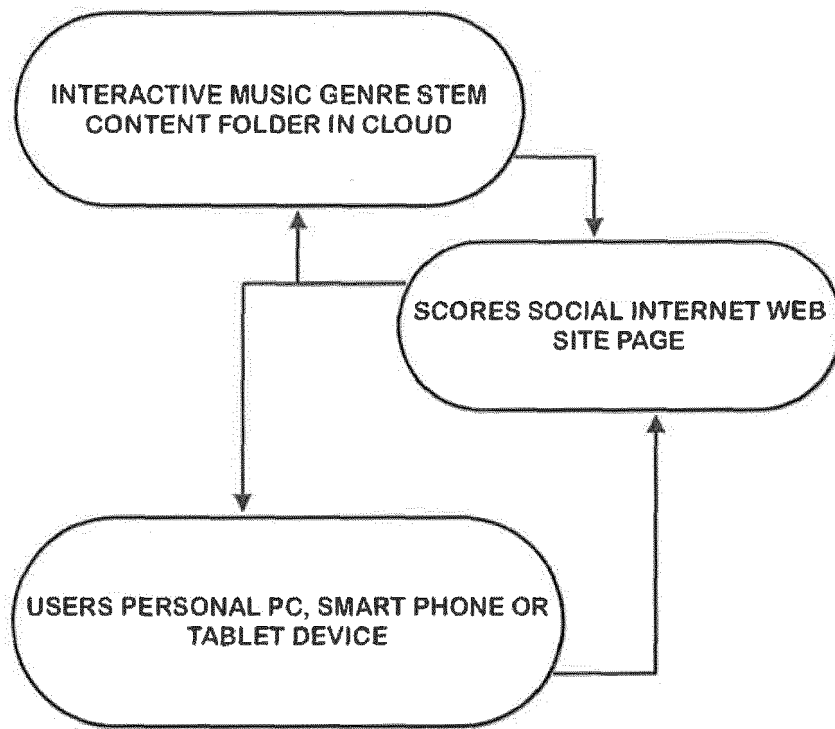 INTERACTIVE MUSIC GENRE STEM
CONTENT FOLDER IN CLOUD
SCORES SOCIAL INTERNET WEB
SITE PAGE
USERS PERSONAL PC, SMART PHONE OR
TABLET DEVICE